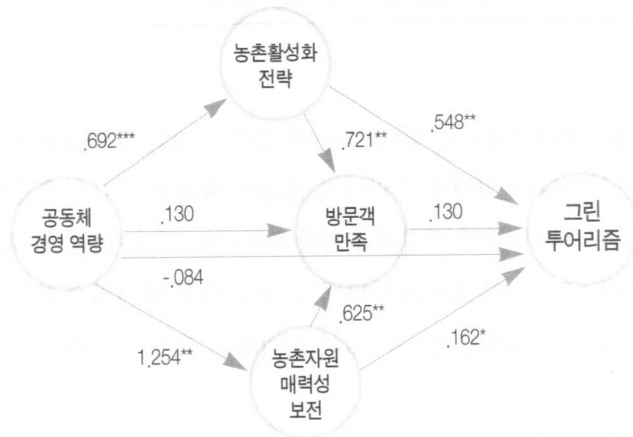 농촌활성화
전략
.692***
.721**
.548**
공동체
경영 역량
.130
방문객
만족
.130
그린
투어리즘
-.084
.625**
1.254**
.162*
농촌자원
매력성
보전